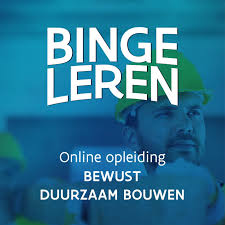 BINGE
LEREN
Online opleiding
BEWUST
DUURZAAM BOUWEN